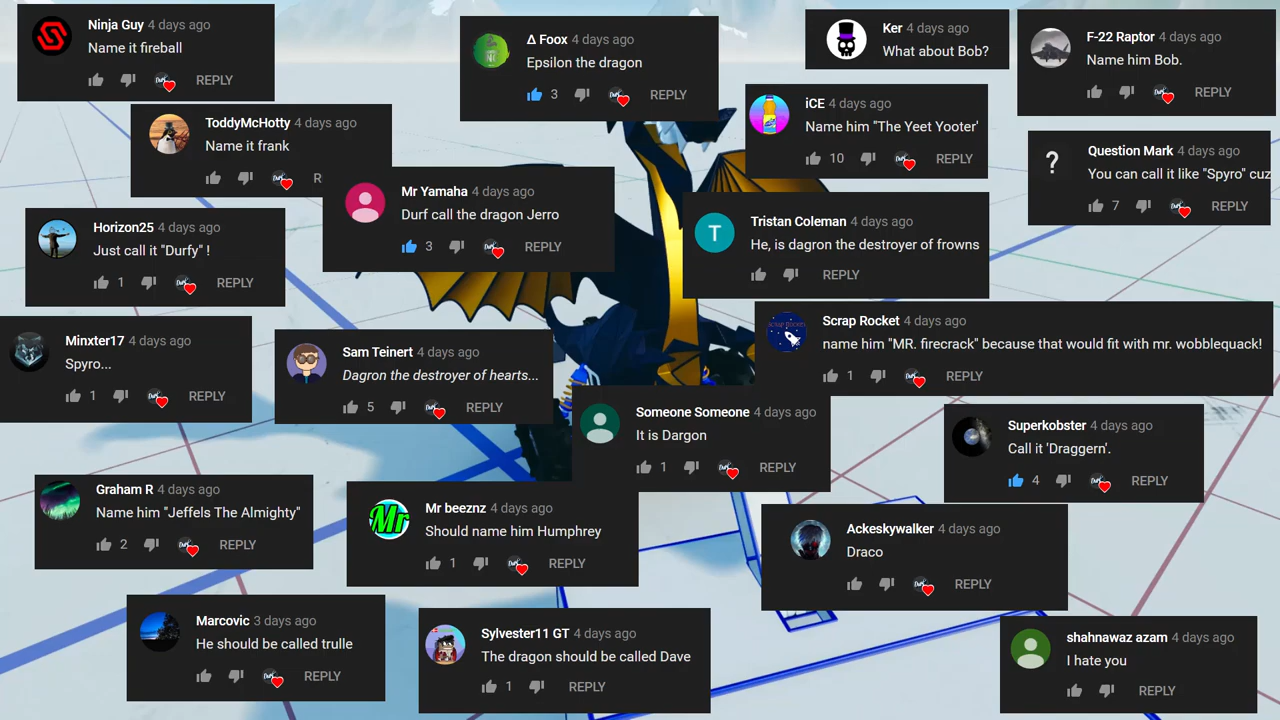 Ninja Guy 4 days ago
Name it fireball
REPLY
Δ Foox 4 days ago
Epsilon the dragon
3 REPLY
Ker 4 days ago
What about Bob?
F-22 Raptor 4 days ago
Name him Bob.
REPLY
ToddyMcHotty 4 days ago
Name it frank
R
iCE 4 days ago
Name him "The Yeet Yooter'
10 REPLY
Question Mark 4 days ago
You can call it like "Spyro" cuz
7 REPLY
Mr Yamaha 4 days ago
Durf call the dragon Jerro
3 REPLY
Horizon25 4 days ago
Just call it "Durfy" !
1 REPLY
T
Tristan Coleman 4 days ago
He, is dagron the destroyer of frowns
REPLY
Minxter17 4 days ago
Spyro...
1 REPLY
Sam Teinert 4 days ago
Dagron the destroyer of hearts...
5 REPLY
SCRAP ROCKET
Scrap Rocket 4 days ago
name him "MR. firecrack" because that would fit with mr. wobblequack!
1 REPLY
Someone Someone 4 days ago
It is Dargon
1 REPLY
Superkobster 4 days ago
Call it 'Draggern'.
4 REPLY
Graham R 4 days ago
Name him "Jeffels The Almighty"
2 REPLY
Mr
Mr beeznz 4 days ago
Should name him Humphrey
1 REPLY
Ackeskywalker 4 days ago
Draco
REPLY
Marcovic 3 days ago
He should be called trulle
REPLY
Sylvester11 GT 4 days ago
The dragon should be called Dave
1 REPLY
shahnawaz azam 4 days ago
I hate you
REPLY